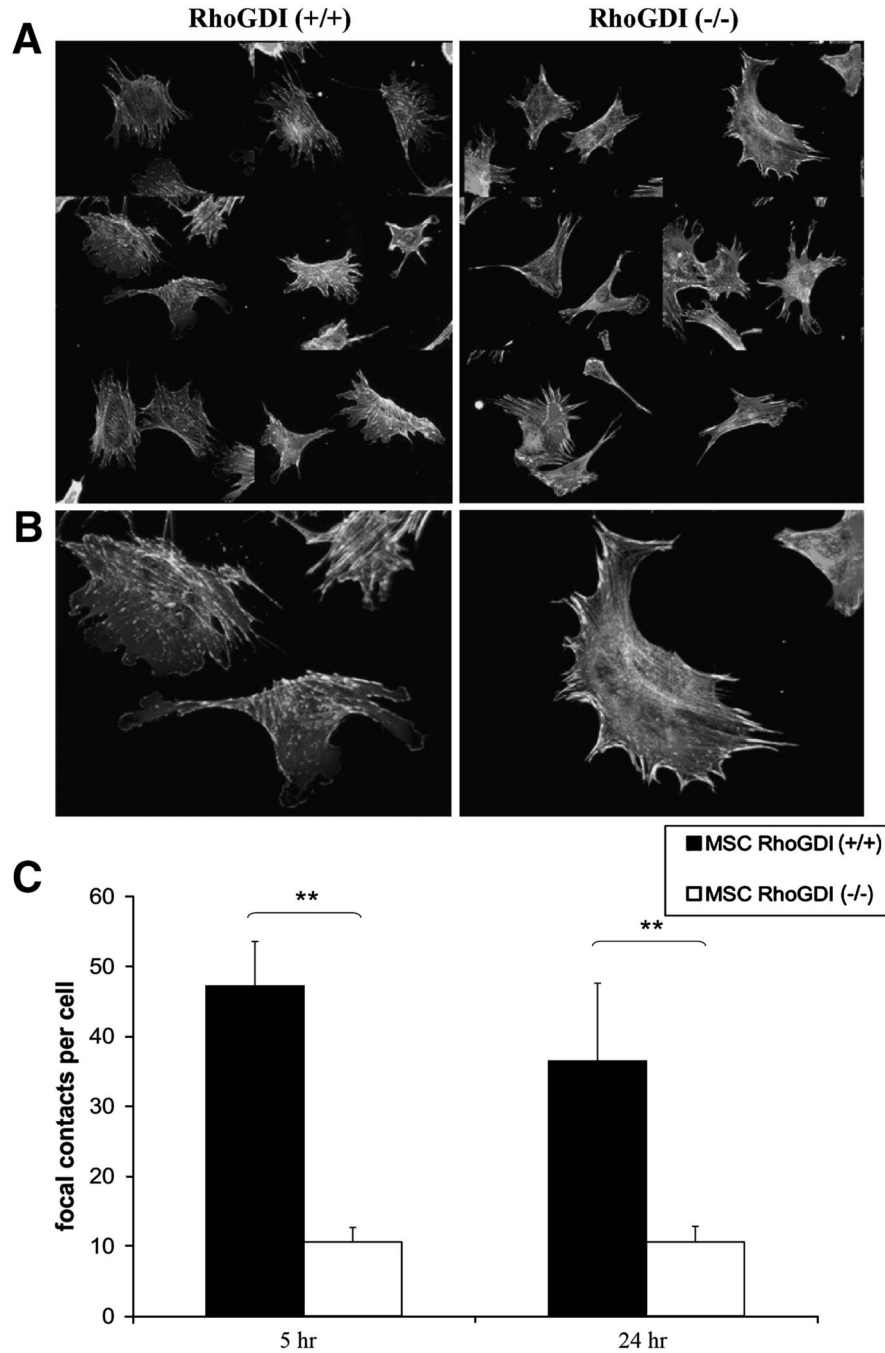 RhoGDI (+/+) RhoGDI (-/-)
A
B
MSC RhoGDI (+/+)
MSC RhoGDI (-/-)
C
focal contacts per cell
60
50
40
30
20
10
0
**
**
5 hr 24 hr